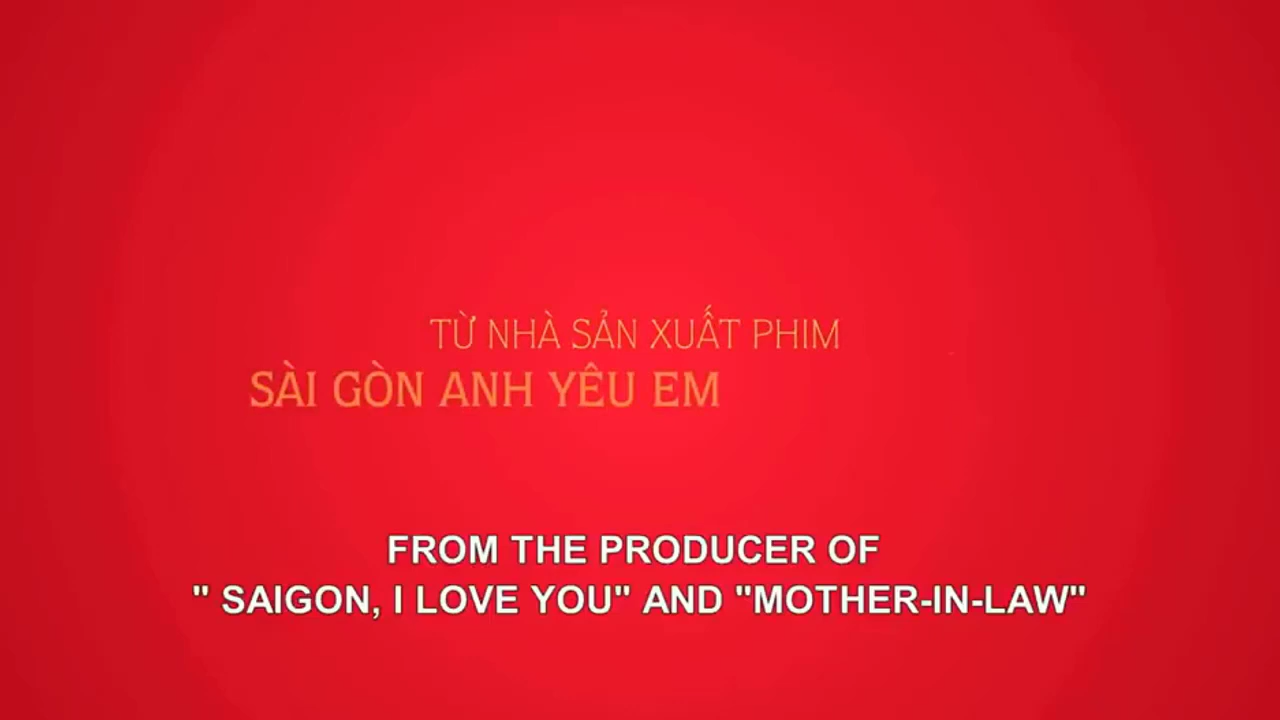 TỪ NHÀ SẢN XUẤT PHIM
SÀI GÒN ANH YÊU EM
FROM THE PRODUCER OF
" SAIGON, I LOVE YOU" AND "MOTHER-IN-LAW"